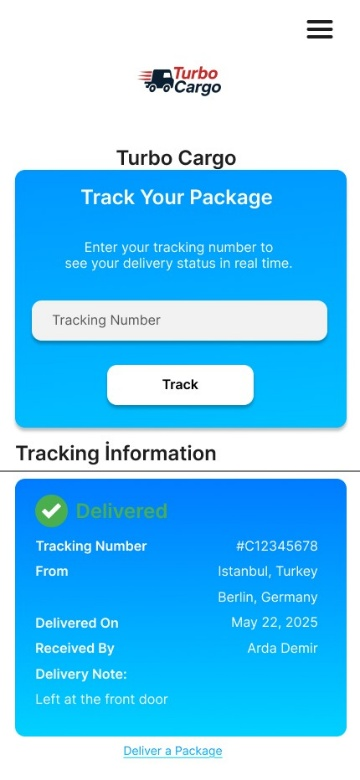 Turbo
Cargo
Turbo Cargo
Track Your Package
Enter your tracking number to
see your delivery status in real time.
Tracking Number
Track
Tracking İnformation
Delivered
Tracking Number #C12345678
From Istanbul, Turkey
Berlin, Germany
Delivered On May 22, 2025
Received By Arda Demir
Delivery Note:
Left at the front door
Deliver a Package